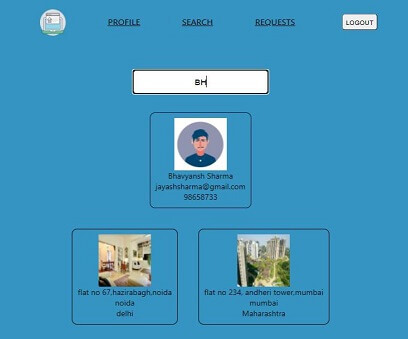 PROFILE
SEARCH
REQUESTS
LOGOUT
BH
Bhavyansh Sharma
jayashsharma@gmail.com
98658733
flat no 67,hazirabagh,noida
noida
delhi
flat no 234, andheri tower,mumbai
mumbai
Maharashtra